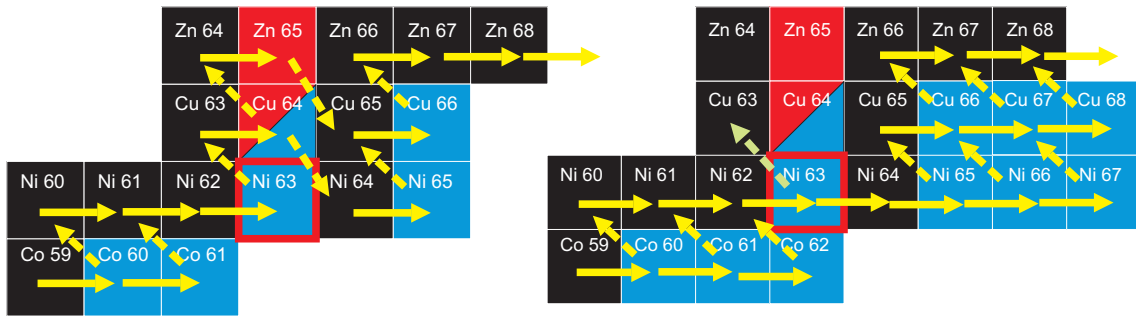 Zn 64 Zn 65 Zn 66 Zn 67 Zn 68
Cu 63 Cu 64 Cu 65 Cu 66
Ni 60 Ni 61 Ni 62 Ni 63 Ni 64 Ni 65
Co 59 Co 60 Co 61
Zn 64 Zn 65 Zn 66 Zn 67 Zn 68
Cu 63 Cu 64 Cu 65 Cu 66 Cu 67 Cu 68
Ni 60 Ni 61 Ni 62 Ni 63 Ni 64 Ni 65 Ni 66 Ni 67
Co 59 Co 60 Co 61 Co 62